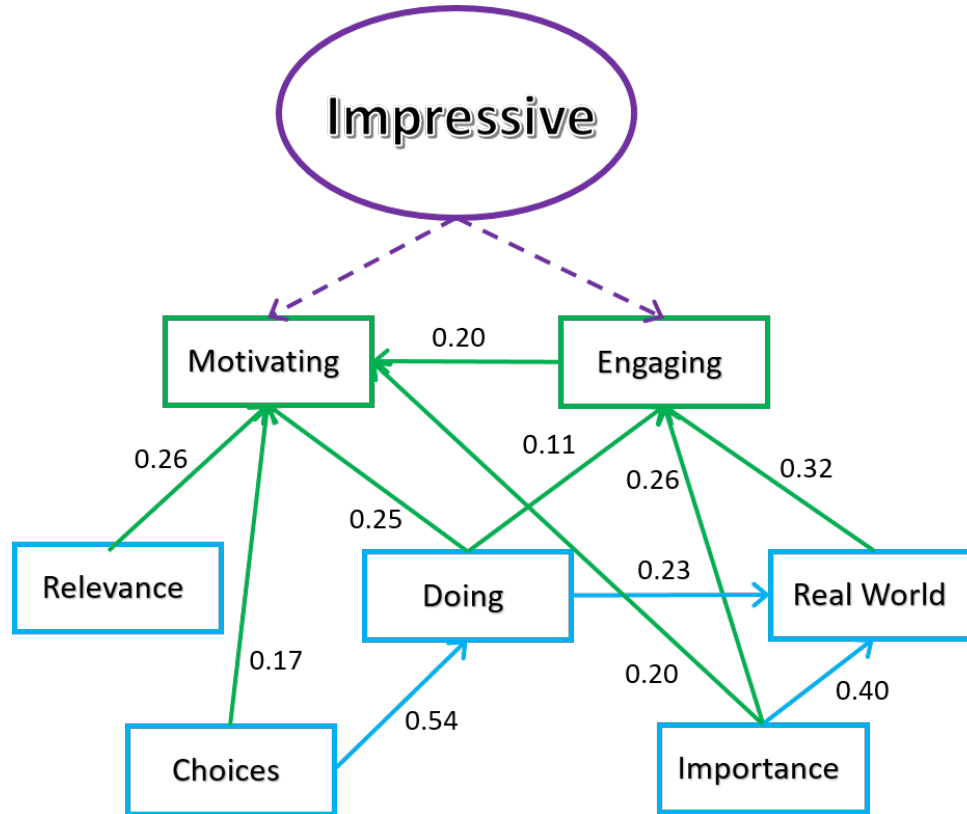 Impressive
Motivating
0.20
Engaging
0.26
0.11
0.26
0.32
0.25
Relevance
Doing
0.23
Real World
0.17
0.54
0.20
0.40
Choices
Importance